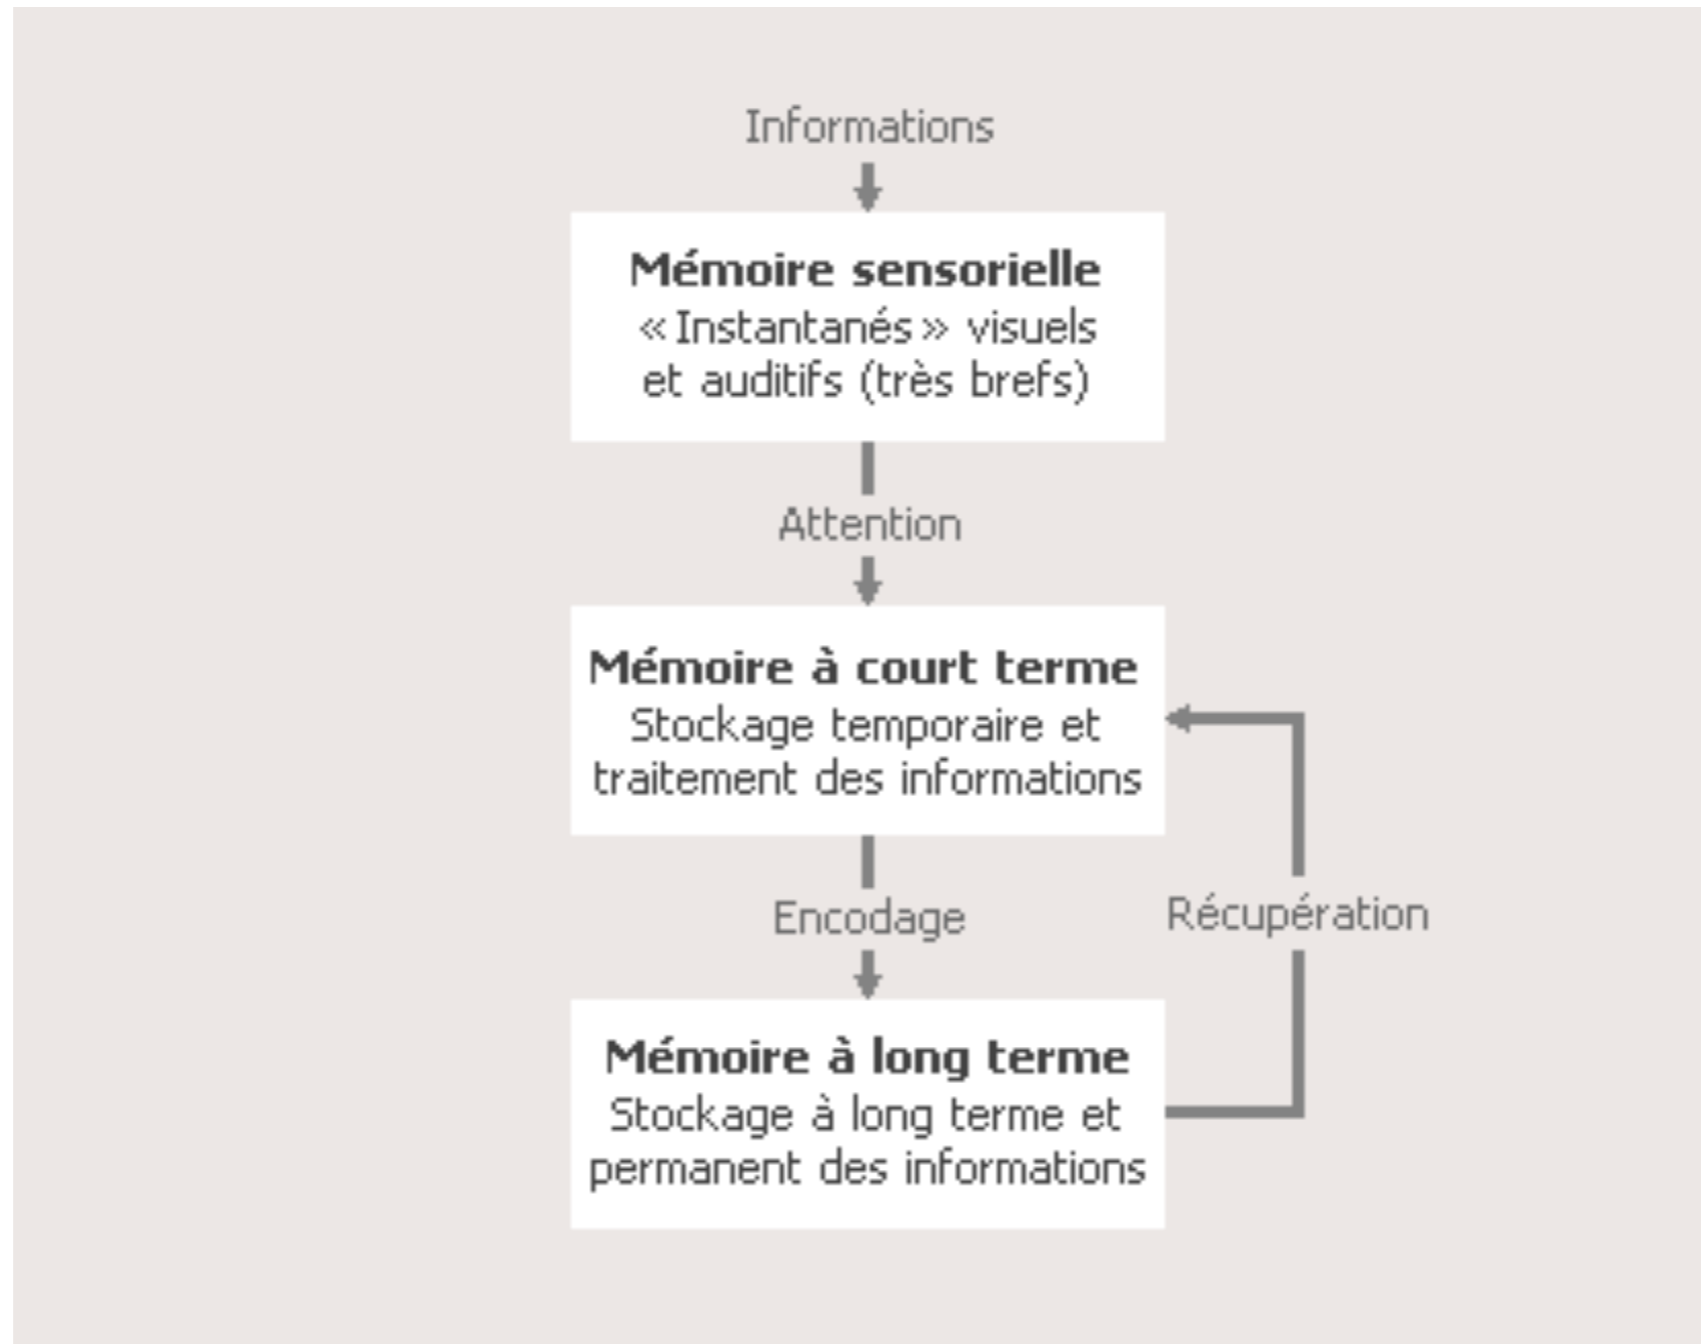 Informations
Mémoire sensorielle
« Instantanés » visuels
et auditifs (très brefs)
Attention
Mémoire à court terme
Stockage temporaire et
traitement des informations
Encodage
Récupération
Mémoire à long terme
Stockage à long terme et
permanent des informations